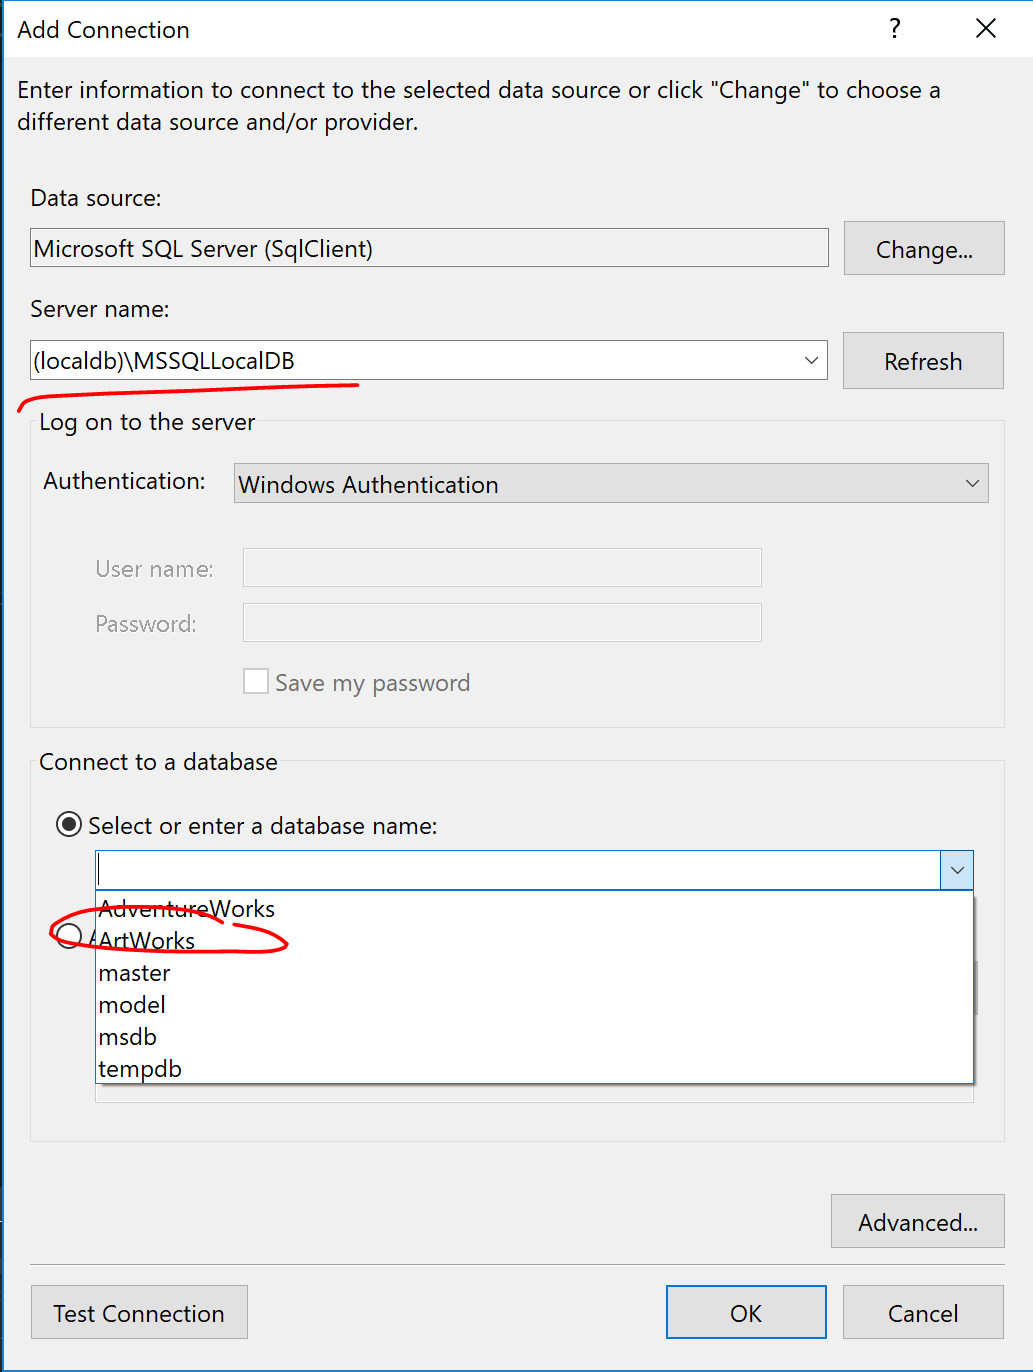 Add Connection
?
Enter information to connect to the selected data source or click "Change" to choose a
different data source and/or provider.
Data source:
Microsoft SQL Server (SqlClient)
Change...
Server name:
(localdb)\MSSQLLocalDB
Refresh
Log on to the server
Authentication:
Windows Authentication
User name:
Password:
Save my password
Connect to a database
Select or enter a database name:
AdventureWorks
ArtWorks
master
model
msdb
tempdb
Advanced...
Test Connection
OK
Cancel